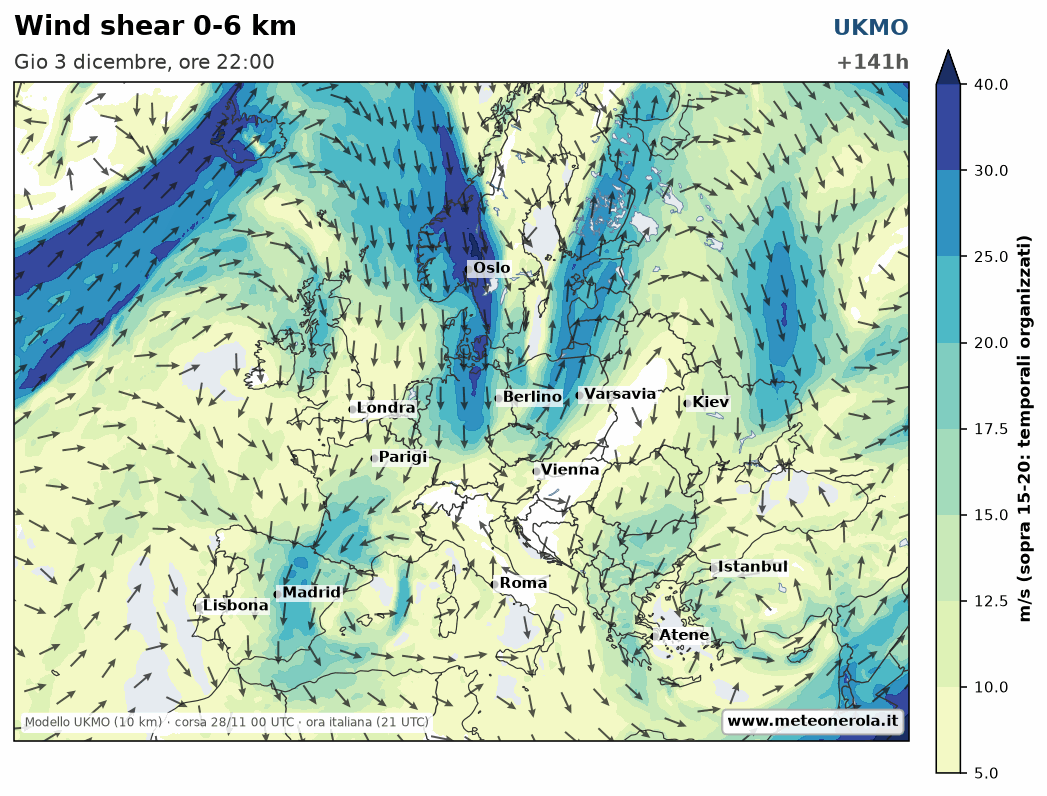 Wind shear 0-6 km
UKMO
Gio 3 dicembre, ore 22:00
+141h
40.0
30.0
25.0
20.0
17.5
15.0
12.5
10.0
5.0
m/s (sopra 15-20: temporali organizzati)
Oslo
Berlino
Varsavia
Kiev
Londra
Parigi
Vienna
Istanbul
Roma
Madrid
Lisbona
Atene
Modello UKMO (10 km) · corsa 28/11 00 UTC · ora italiana (21 UTC)
www.meteonerola.it